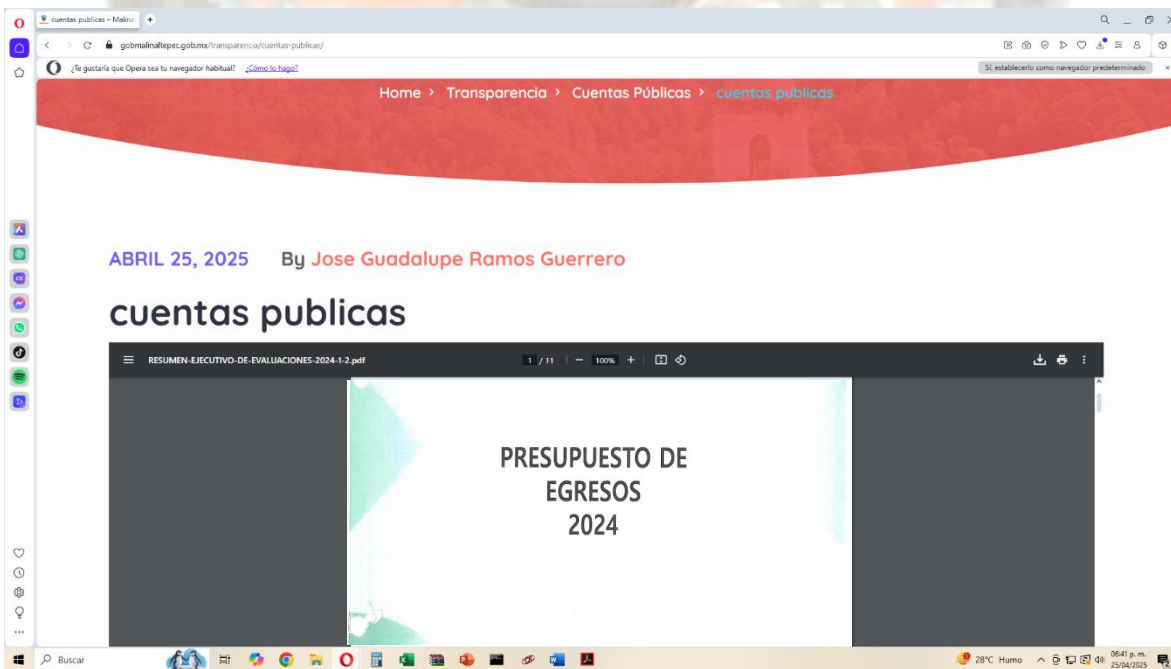 cuentas publicas – Malina
gobmalinaltepec.gob.mx/transparencia/cuentas-publicas/
¿Te gustaría que Opera sea tu navegador habitual? ¿Cómo lo hago?
Sí, establecerlo como navegador predeterminado
Home > Transparencia > Cuentas Públicas > cuentas publicas
ABRIL 25, 2025 By Jose Guadalupe Ramos Guerrero
cuentas publicas
RESUMEN-EJECUTIVO-DE-EVALUACIONES-2024-1-2.pdf 1 / 11 100%
PRESUPUESTO DE
EGRESOS
2024
Buscar
28°C Humo
06:41 p. m.
25/04/2025